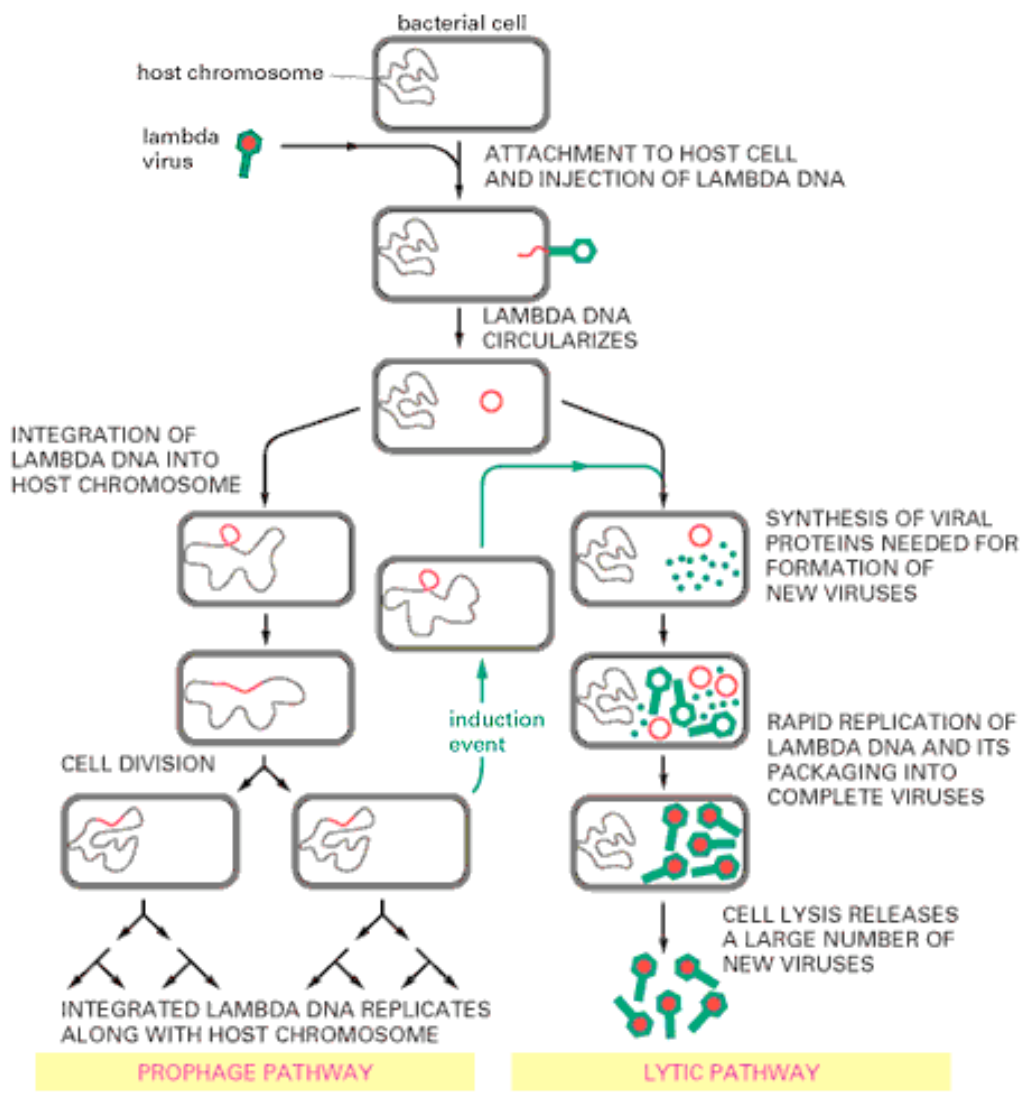 bacterial cell
host chromosome
lambda
virus
ATTACHMENT TO HOST CELL
AND INJECTION OF LAMBDA DNA
LAMBDA DNA
CIRCULARIZES
INTEGRATION OF
LAMBDA DNA INTO
HOST CHROMOSOME
SYNTHESIS OF VIRAL
PROTEINS NEEDED FOR
FORMATION OF
NEW VIRUSES
induction
event
RAPID REPLICATION OF
LAMBDA DNA AND ITS
PACKAGING INTO
COMPLETE VIRUSES
CELL DIVISION
CELL LYSIS RELEASES
A LARGE NUMBER OF
NEW VIRUSES
INTEGRATED LAMBDA DNA REPLICATES
ALONG WITH HOST CHROMOSOME
PROPHAGE PATHWAY
LYTIC PATHWAY